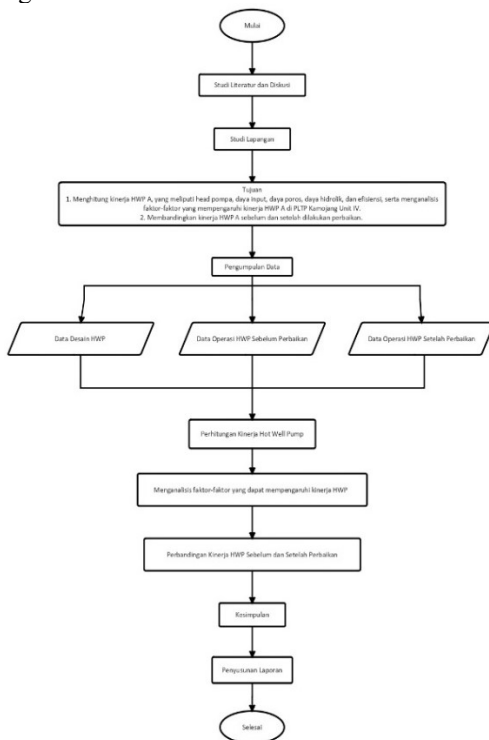 Mulai
Studi Literatur dan Diskusi
Studi Lapangan
Tujuan
1. Menghitung kinerja HWP A, yang meliputi head pompa, daya input, daya poros, daya hidrolik, dan efisiensi, serta menganalisis
faktor-faktor yang mempengaruhi kinerja HWP A di PLTP Kamojang Unit IV.
2. Membandingkan kinerja HWP A sebelum dan setelah dilakukan perbaikan.
Pengumpulan Data
Data Desain HWP
Data Operasi HWP Sebelum Perbaikan
Data Operasi HWP Setelah Perbaikan
Perhitungan Kinerja Hot Well Pump
Menganalisis faktor-faktor yang dapat mempengaruhi kinerja HWP
Perbandingan Kinerja HWP Sebelum dan Setelah Perbaikan
Kesimpulan
Penyusunan Laporan
Selesai